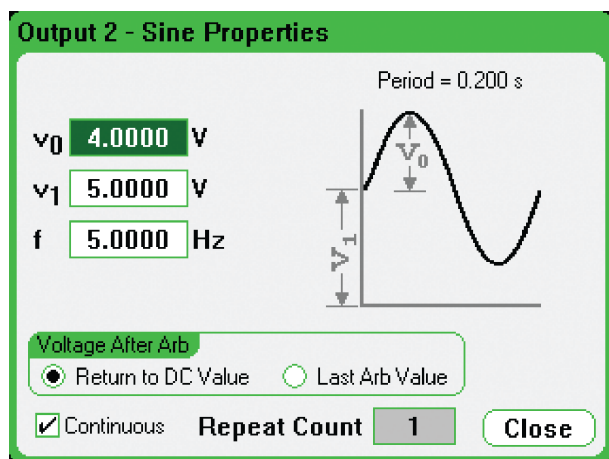 Output 2 - Sine Properties
Period = 0.200 s
v0 4.0000 V
v1 5.0000 V
f 5.0000 Hz
V0
V1
Voltage After Arb
Return to DC Value Last Arb Value
Continuous Repeat Count 1 Close